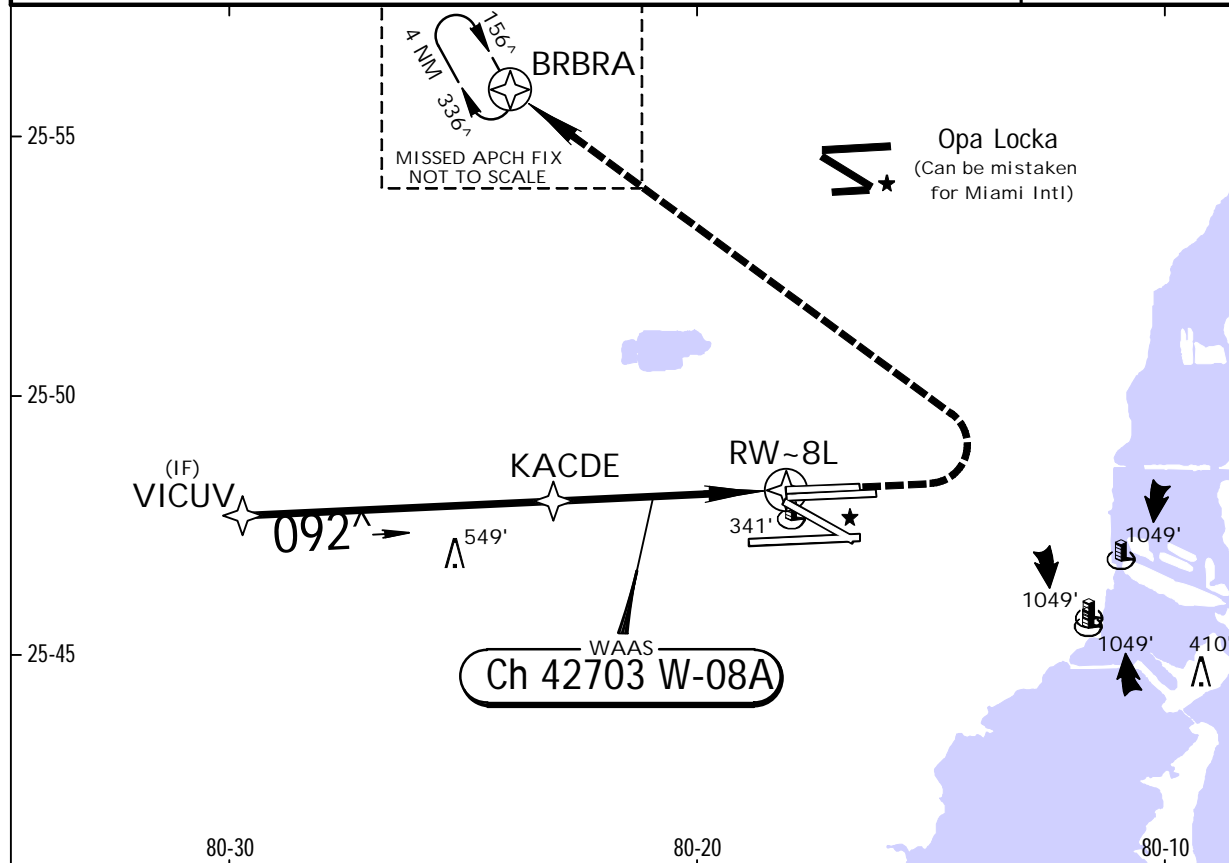 156^
4 NM
336^
BRBRA
MISSED APCH FIX
NOT TO SCALE
25-55
Opa Locka
(Can be mistaken
for Miami Intl)
25-50
(IF)
VICUV
KACDE
RW~8L
092^
549'
341'
1049'
1049'
1049'
410
25-45
WAAS
Ch 42703 W-08A
80-30
80-20
80-10